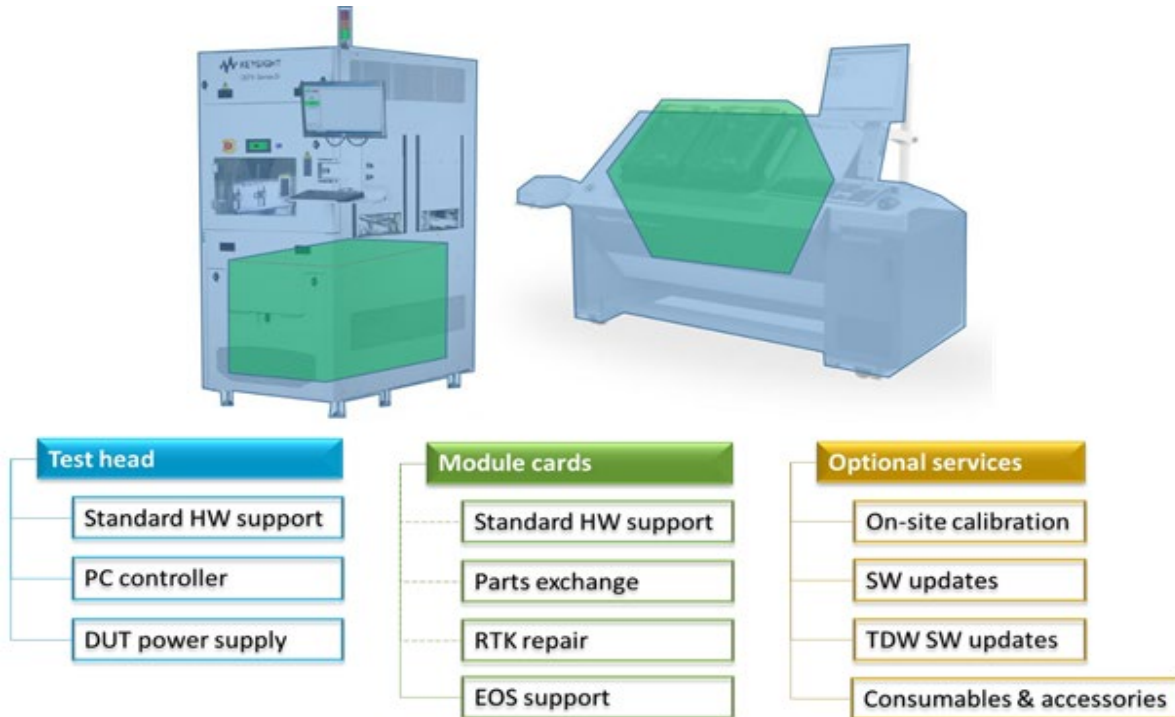 KEYSIGHT
Test head
Standard HW support
PC controller
DUT power supply
Module cards
Standard HW support
Parts exchange
RTK repair
EOS support
Optional services
On-site calibration
SW updates
TDW SW updates
Consumables & accessories